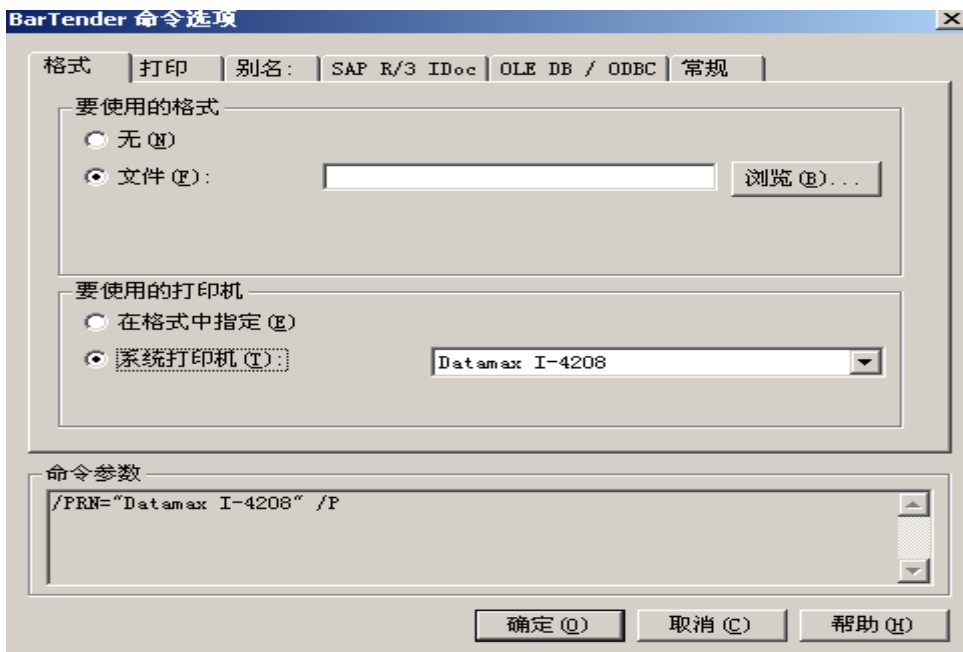 BarTender 命令选项
格式 打印 别名: SAP R/3 IDoc OLE DB / ODBC 常规
要使用的格式
无(N)
文件(F): 浏览(B)...
要使用的打印机
在格式中指定(E)
系统打印机(T): Datamax I-4208
命令参数
/PRN="Datamax I-4208" /P
确定(O) 取消(C) 帮助(H)